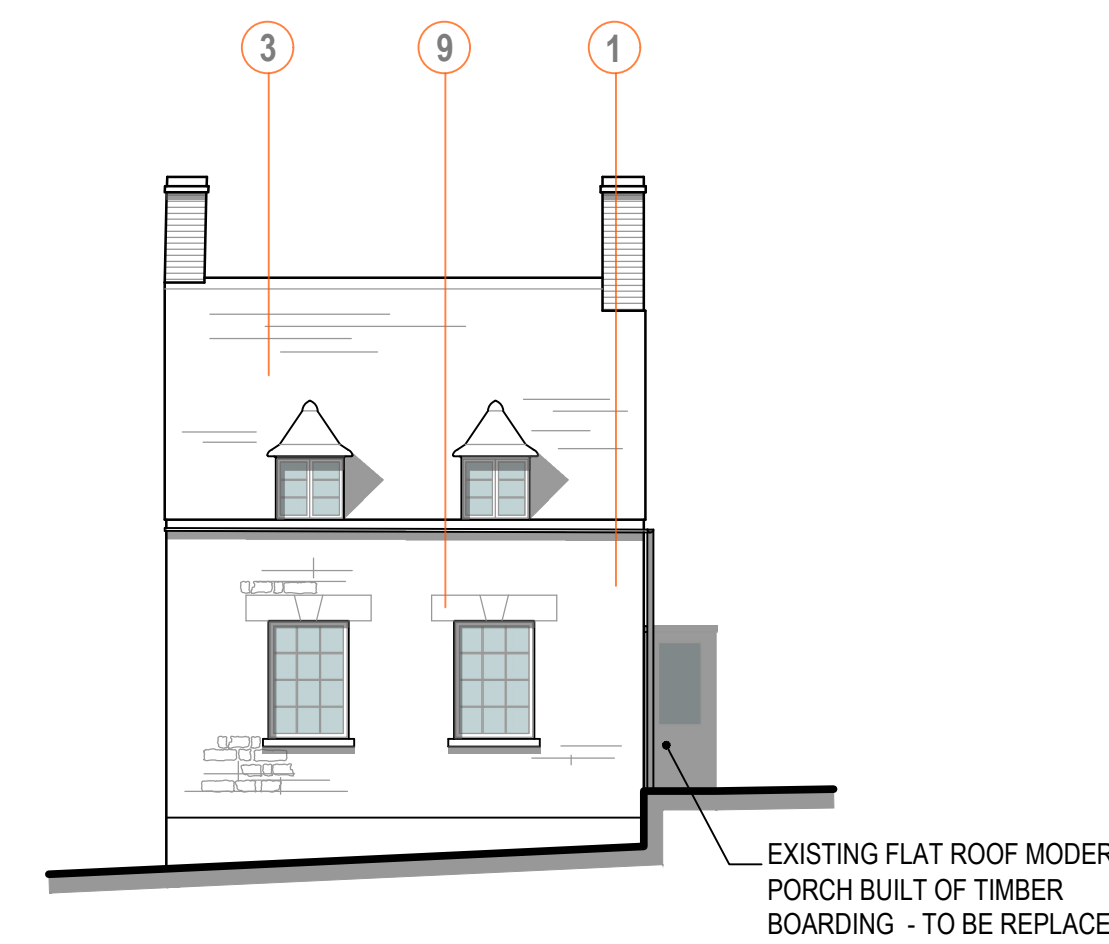 3 9 1
EXISTING FLAT ROOF MODER
PORCH BUILT OF TIMBER
BOARDING - TO BE REPLACE